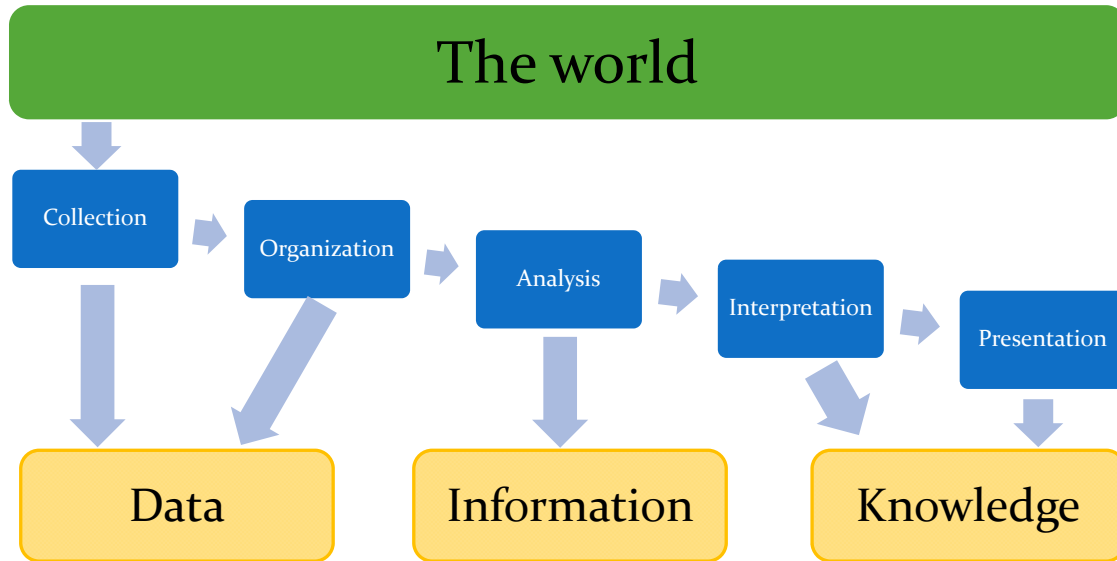 The world
Collection
Organization
Analysis
Interpretation
Presentation
Data
Information
Knowledge